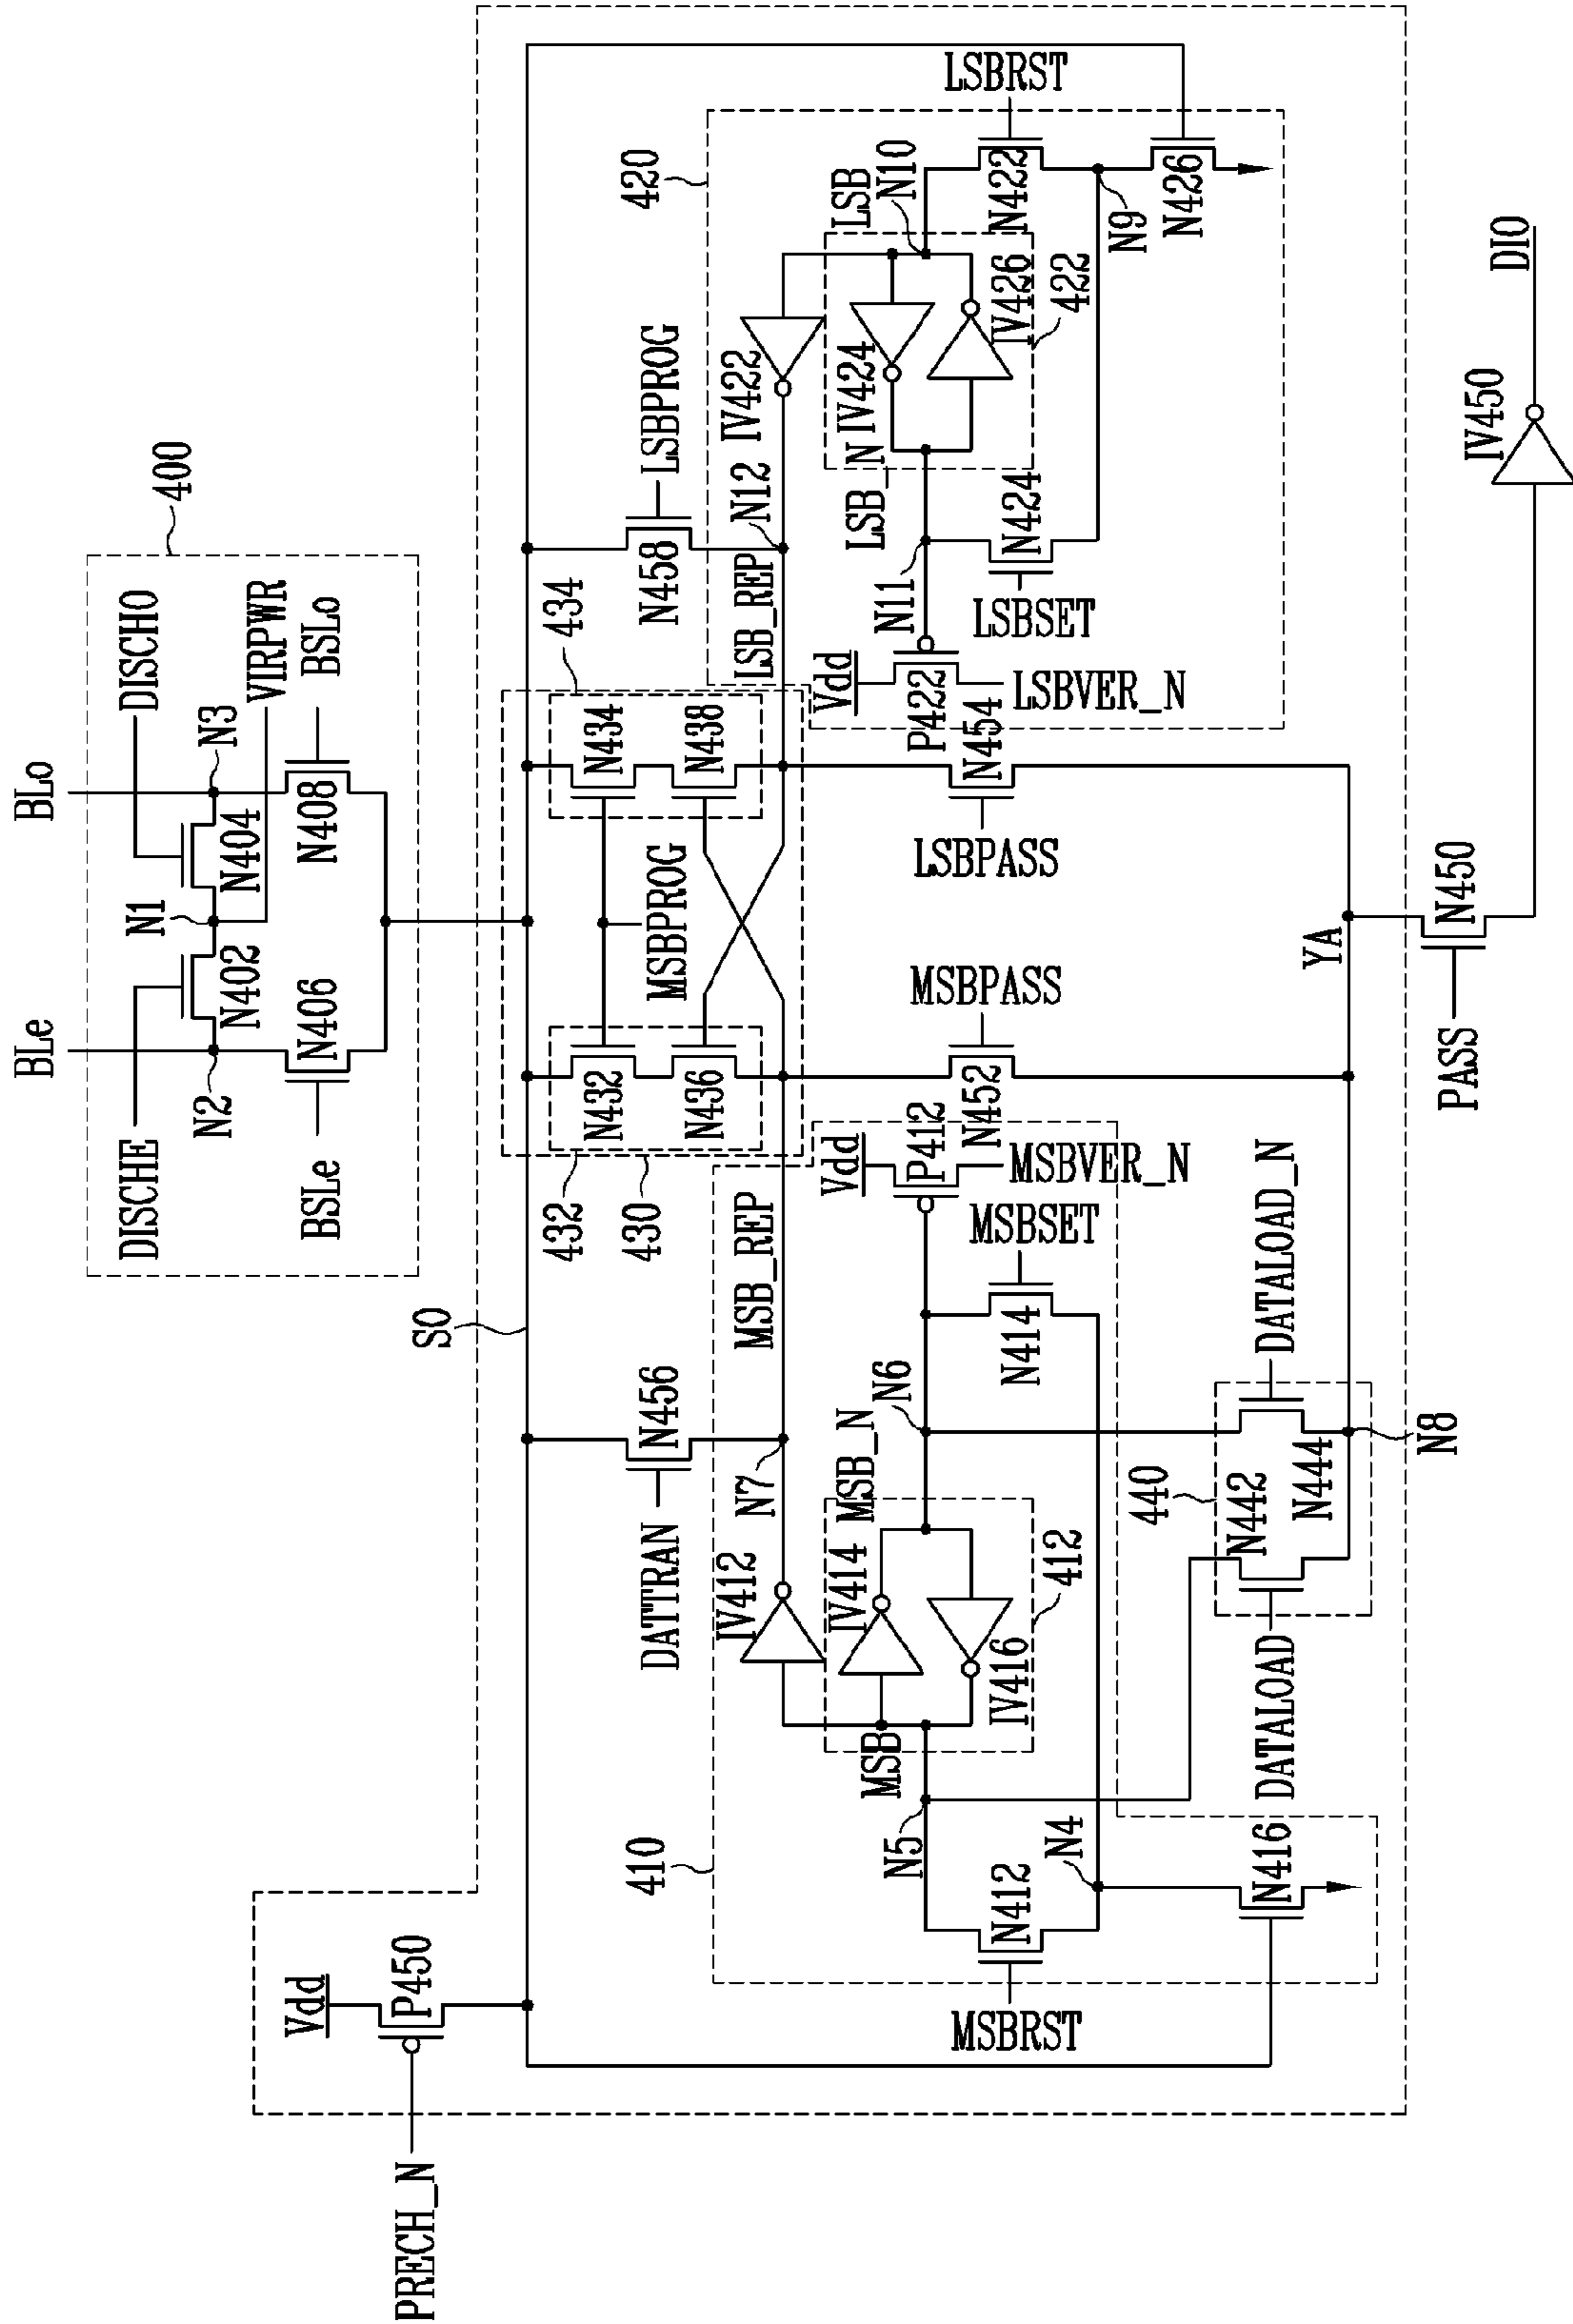 BLe
BLo
DISCHE
DISCHO
400
N1
N2
N3
N402
N404
VIRPWR
BSLe
N406
N408
BSLo
PRECH_N
Vdd
P450
SO
DATTRAN
N456
432
430
N432
N436
MSBPROG
434
N434
N438
N458
LSBPROG
410
IV412
N7
MSB_REP
LSB_REP
N12
IV422
420
MSB
IV414
MSB_N
IV416
412
N5
N6
Vdd
P412
MSBVER_N
MSBSET
N414
MSBRST
N412
N4
N416
N452
MSBPASS
LSBPASS
N454
Vdd
P422
LSBVER_N
N11
LSB_N
IV424
LSB
N10
IV426
422
LSBSET
N424
N422
LSBRST
N9
N426
440
N442
N444
DATALOAD
DATALOAD_N
N8
YA
PASS
N450
IV450
DIO